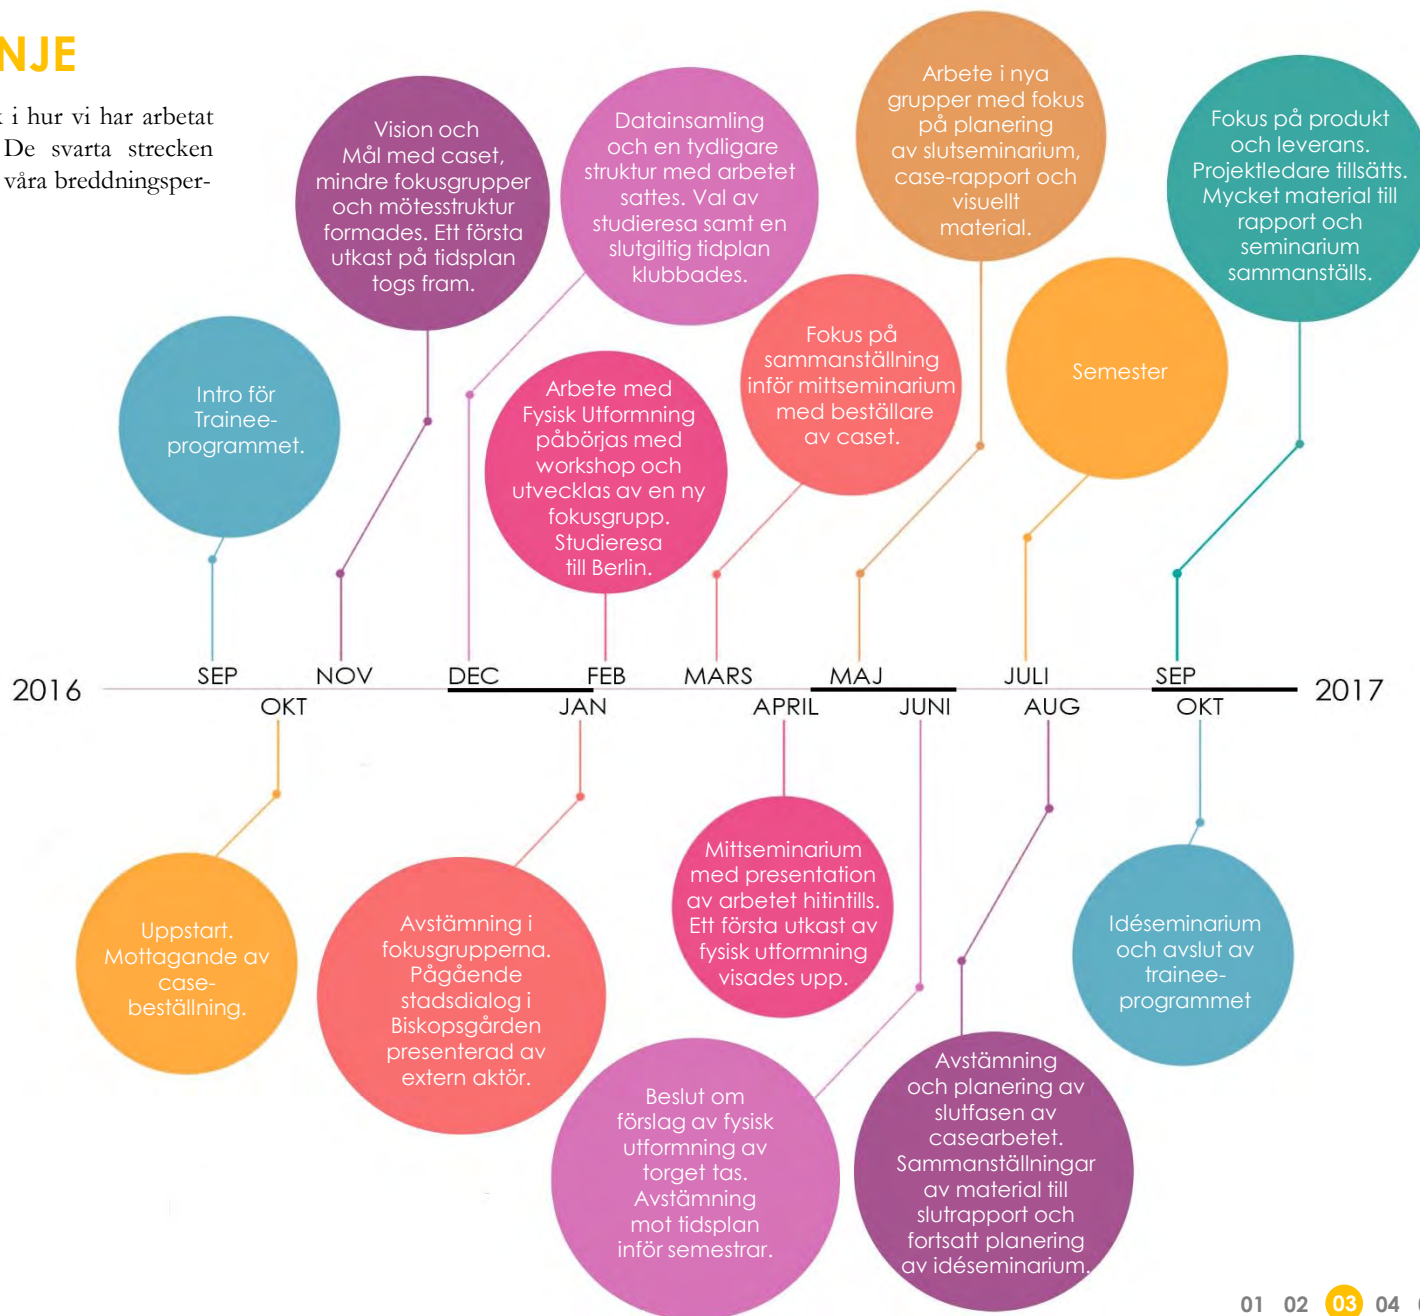 NJE
i hur vi har arbetat
De svarta strecken
våra breddningsper-
Intro för
Trainee-
programmet.
Vision och
Mål med caset,
mindre fokusgrupper
och mötesstruktur
formades. Ett första
utkast på tidsplan
togs fram.
Datainsamling
och en tydligare
struktur med arbetet
sattes. Val av
studieresa samt en
slutgiltig tidplan
klubbades.
Arbete med
Fysisk Utformning
påbörjas med
workshop och
utvecklas av en ny
fokusgrupp.
Studieresa
till Berlin.
Fokus på
sammanställning
inför mittseminarium
med beställare
av caset.
Arbete i nya
grupper med fokus
på planering
av slutseminarium,
case-rapport och
visuellt
material.
Semester
Fokus på produkt
och leverans.
Projektledare tillsätts.
Mycket material till
rapport och
seminarium
sammanställs.
SEP NOV DEC FEB MARS MAJ JULI SEP
2016 2017
OKT JAN APRIL JUNI AUG OKT
Uppstart.
Mottagande av
case-
beställning.
Avstämning i
fokusgrupperna.
Pågående
stadsdialog i
Biskopsgården
presenterad av
extern aktör.
Mittseminarium
med presentation
av arbetet hitintills.
Ett första utkast av
fysisk utformning
visades upp.
Beslut om
förslag av fysisk
utformning av
torget tas.
Avstämning
mot tidsplan
inför semestrar.
Avstämning
och planering av
slutfasen av
casearbetet.
Sammanställningar
av material till
slutrapport och
fortsatt planering
av idéseminarium.
Idéseminarium
och avslut av
trainee-
programmet
01 02 03 04